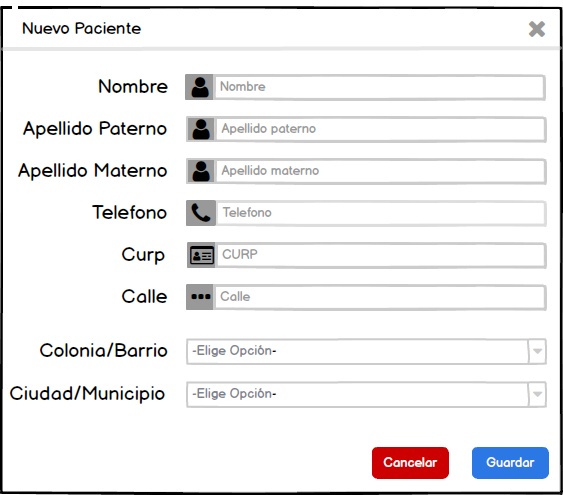 Nuevo Paciente
Nombre Nombre
Apellido Paterno Apellido paterno
Apellido Materno Apellido materno
Telefono Telefono
Curp CURP
Calle Calle
Colonia/Barrio -Elige Opción-
Ciudad/Municipio -Elige Opción-
Cancelar Guardar